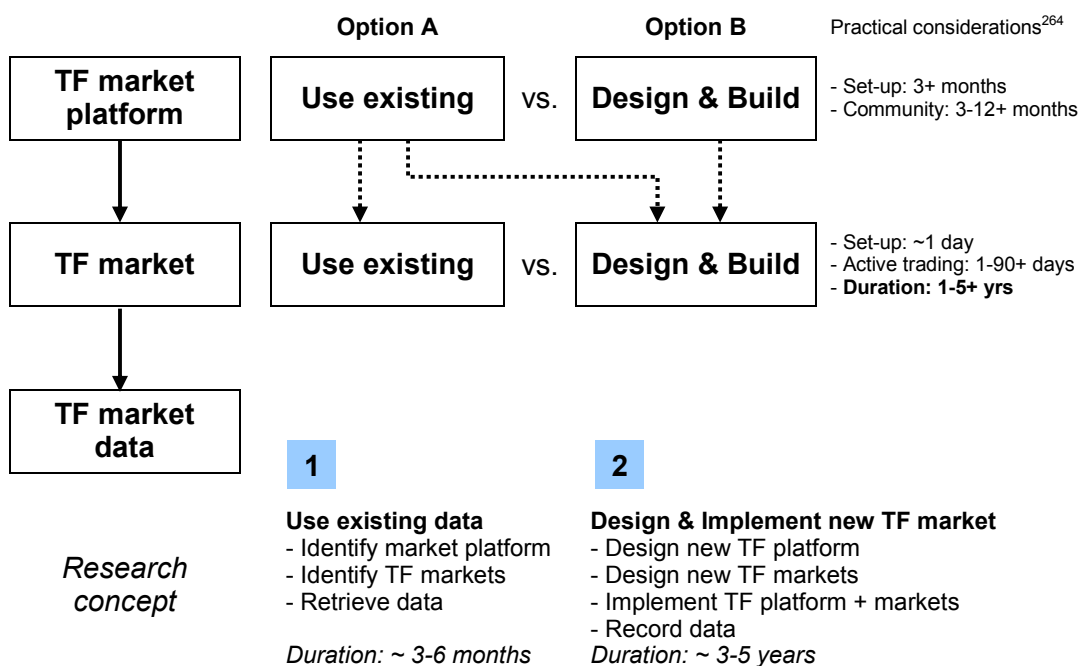 Option A
Option B
Practical considerations264
TF market
platform
Use existing
vs.
Design & Build
- Set-up: 3+ months
- Community: 3-12+ months
TF market
Use existing
vs.
Design & Build
- Set-up: ~1 day
- Active trading: 1-90+ days
- Duration: 1-5+ yrs
TF market
data
1
2
Research
concept
Use existing data
- Identify market platform
- Identify TF markets
- Retrieve data
Duration: ~ 3-6 months
Design & Implement new TF market
- Design new TF platform
- Design new TF markets
- Implement TF platform + markets
- Record data
Duration: ~ 3-5 years